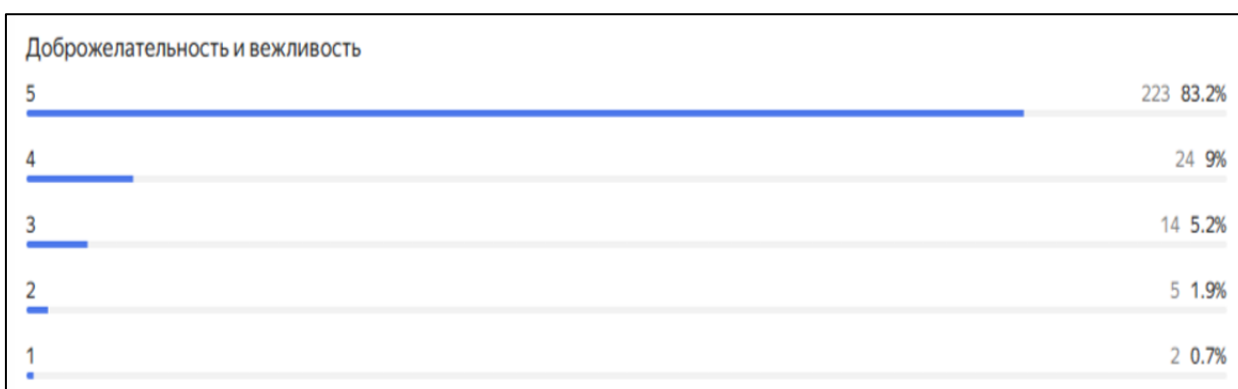 Доброжелательность и вежливость
5 223 83.2%
4 24 9%
3 14 5.2%
2 5 1.9%
1 2 0.7%